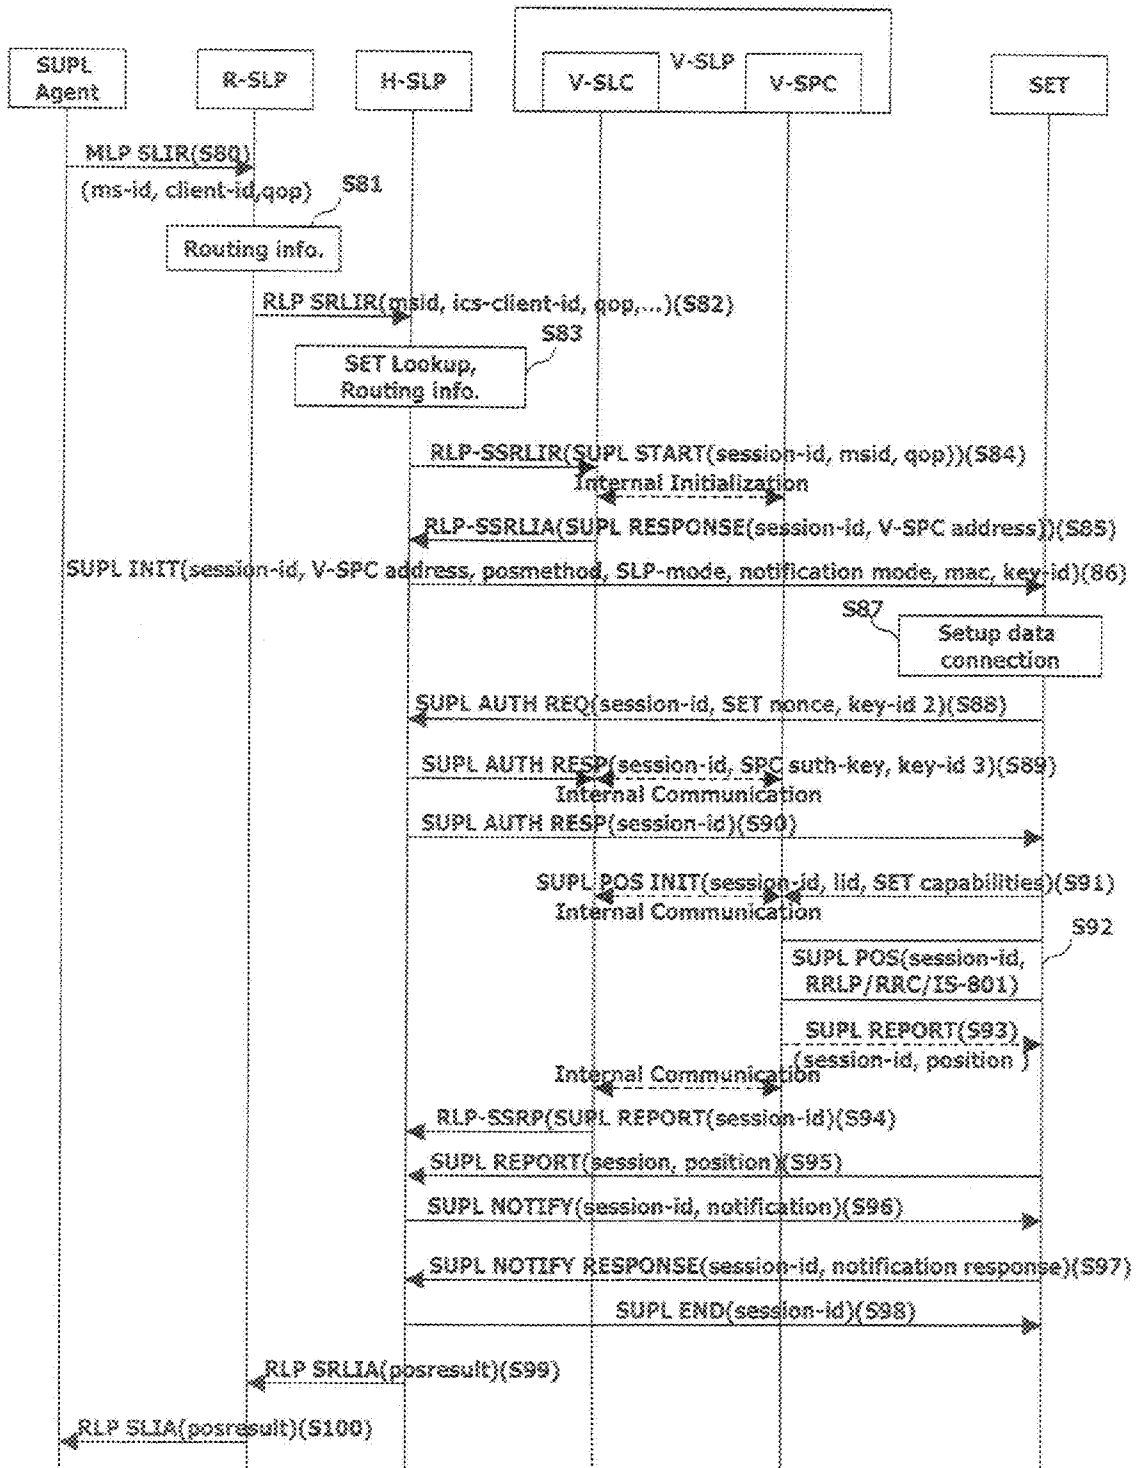 SUPL
Agent
R-SLP
H-SLP
V-SLP
V-SLC
V-SPC
SET
MLP SLIR(S80)
(ms-id, client-id,qop)
S81
Routing info.
RLP SRLIR(msid, ics-client-id, qop,...)(S82)
S83
SET Lookup,
Routing info.
RLP-SSRLIR(SUPL START(session-id, msid, qop))(S84)
Internal Initialization
RLP-SSRLIA(SUPL RESPONSE(session-id, V-SPC address))(S85)
SUPL INIT(session-id, V-SPC address, posmethod, SLP-mode, notification mode, mac, key-id)(86)
S87
Setup data
connection
SUPL AUTH REQ(session-id, SET nonce, key-id 2)(S88)
SUPL AUTH RESP(session-id, SPC suth-key, key-id 3)(S89)
Internal Communication
SUPL AUTH RESP(session-id)(S90)
SUPL POS INIT(session-id, lid, SET capabilities)(S91)
Internal Communication
S92
SUPL POS(session-id,
RRLP/RRC/IS-801)
SUPL REPORT(S93)
(session-id, position )
Internal Communication
RLP-SSRP(SUPL REPORT(session-id)(S94)
SUPL REPORT(session, position)(S95)
SUPL NOTIFY(session-id, notification)(S96)
SUPL NOTIFY RESPONSE(session-id, notification response)(S97)
SUPL END(session-id)(S98)
RLP SRLIA(posresult)(S99)
RLP SLIA(posresult)(S100)